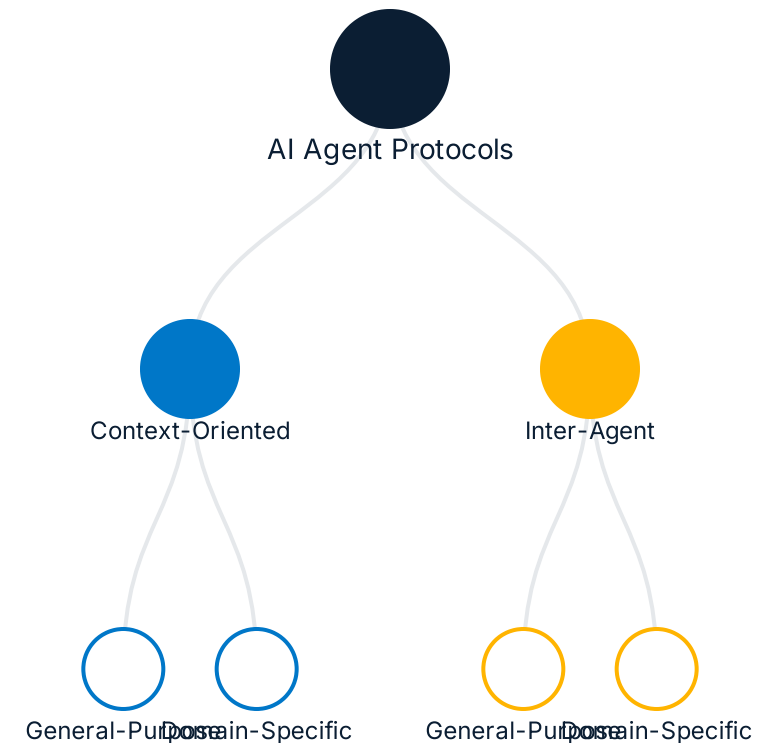 AI Agent Protocols
Context-Oriented
Inter-Agent
General-Purpose
Domain-Specific
General-Purpose
Domain-Specific